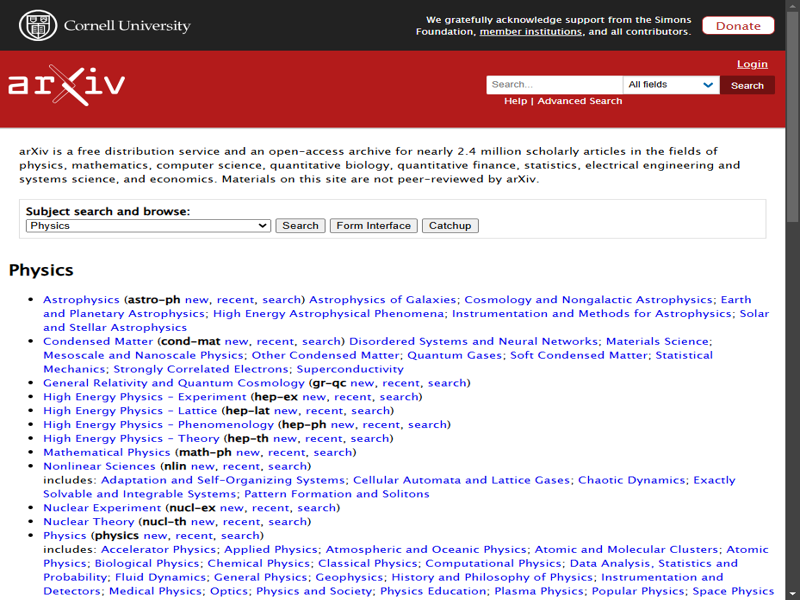 Cornell University
We gratefully acknowledge support from the Simons
Foundation, member institutions, and all contributors.
Donate
arXiv
Login
Search...
All fields
Search
Help | Advanced Search
arXiv is a free distribution service and an open-access archive for nearly 2.4 million scholarly articles in the fields of
physics, mathematics, computer science, quantitative biology, quantitative finance, statistics, electrical engineering and
systems science, and economics. Materials on this site are not peer-reviewed by arXiv.
Subject search and browse:
Physics
Search
Form Interface
Catchup
Physics
Astrophysics (astro-ph new, recent, search) Astrophysics of Galaxies; Cosmology and Nongalactic Astrophysics; Earth
and Planetary Astrophysics; High Energy Astrophysical Phenomena; Instrumentation and Methods for Astrophysics; Solar
and Stellar Astrophysics
Condensed Matter (cond-mat new, recent, search) Disordered Systems and Neural Networks; Materials Science;
Mesoscale and Nanoscale Physics; Other Condensed Matter; Quantum Gases; Soft Condensed Matter; Statistical
Mechanics; Strongly Correlated Electrons; Superconductivity
General Relativity and Quantum Cosmology (gr-qc new, recent, search)
High Energy Physics - Experiment (hep-ex new, recent, search)
High Energy Physics - Lattice (hep-lat new, recent, search)
High Energy Physics - Phenomenology (hep-ph new, recent, search)
High Energy Physics - Theory (hep-th new, recent, search)
Mathematical Physics (math-ph new, recent, search)
Nonlinear Sciences (nlin new, recent, search)
includes: Adaptation and Self-Organizing Systems; Cellular Automata and Lattice Gases; Chaotic Dynamics; Exactly
Solvable and Integrable Systems; Pattern Formation and Solitons
Nuclear Experiment (nucl-ex new, recent, search)
Nuclear Theory (nucl-th new, recent, search)
Physics (physics new, recent, search)
includes: Accelerator Physics; Applied Physics; Atmospheric and Oceanic Physics; Atomic and Molecular Clusters; Atomic
Physics; Biological Physics; Chemical Physics; Classical Physics; Computational Physics; Data Analysis, Statistics and
Probability; Fluid Dynamics; General Physics; Geophysics; History and Philosophy of Physics; Instrumentation and
Detectors; Medical Physics; Optics; Physics and Society; Physics Education; Plasma Physics; Popular Physics; Space Physics